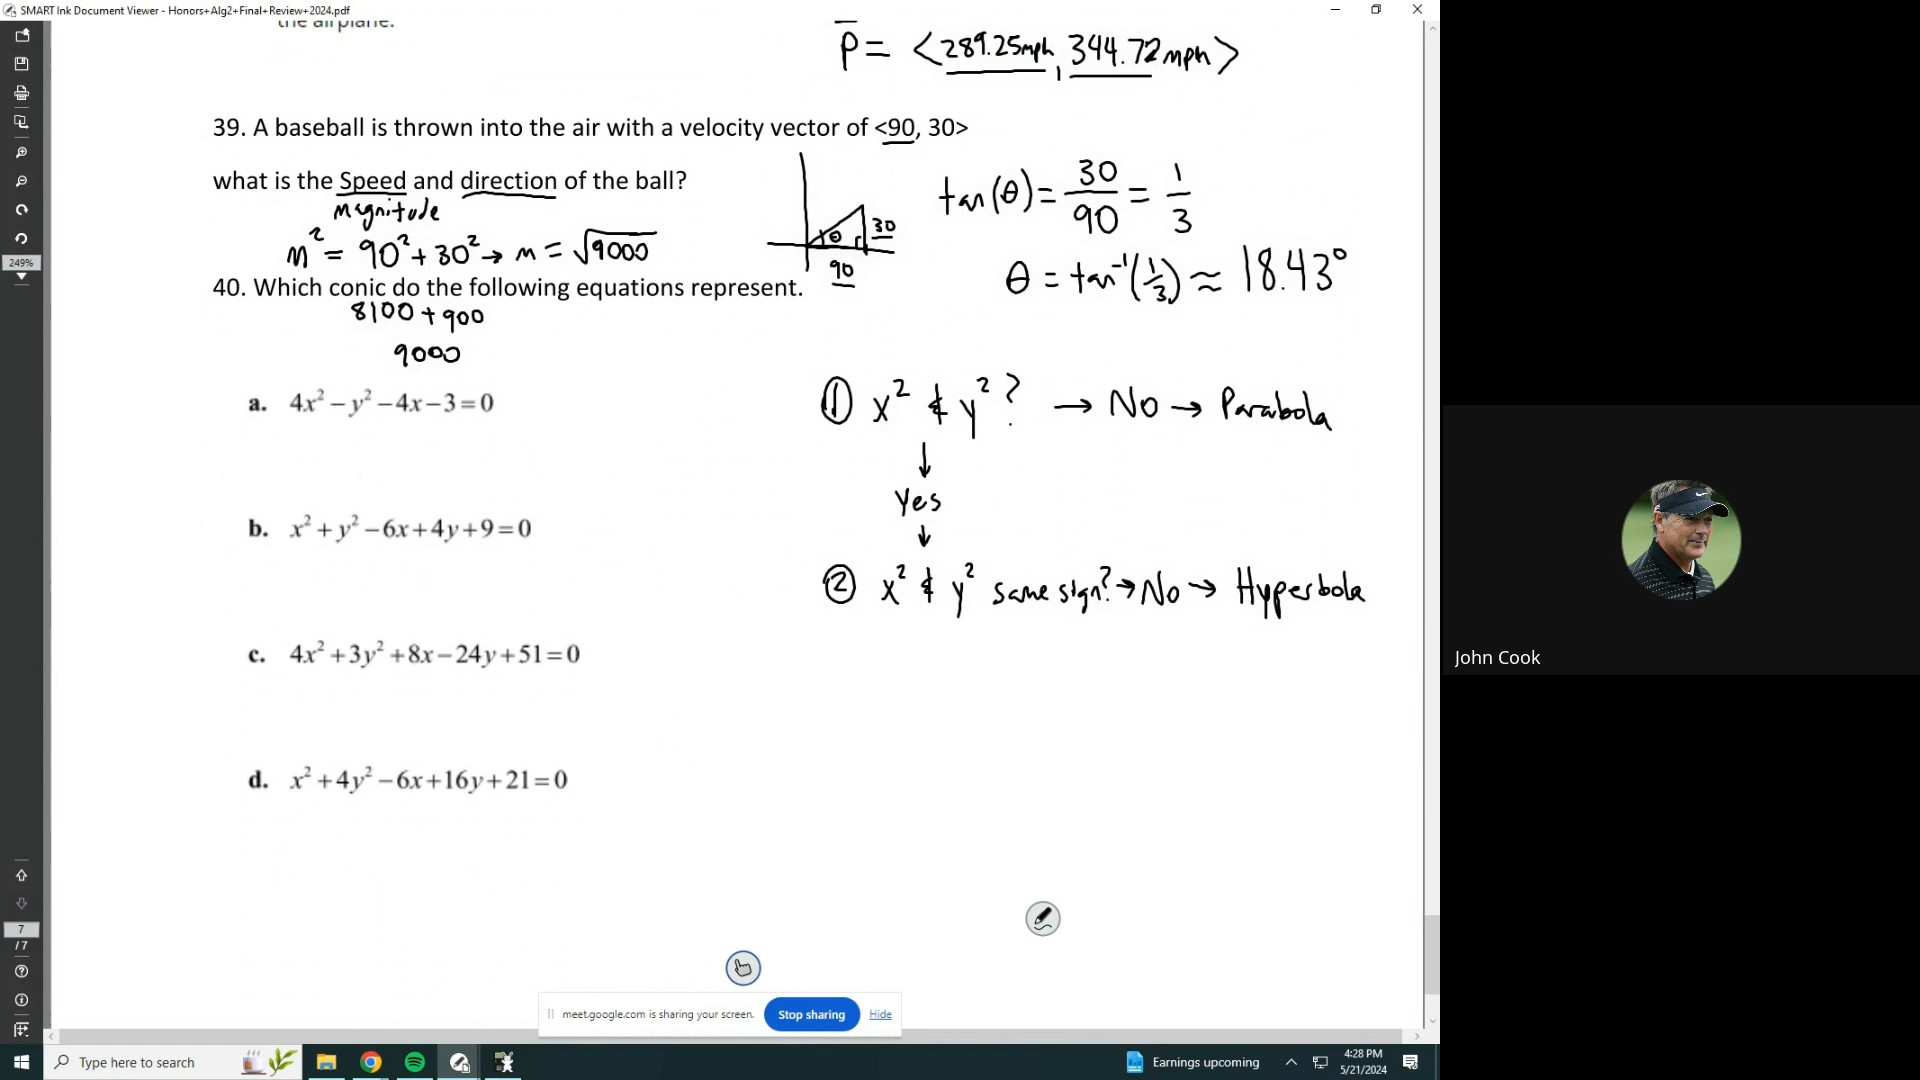 SMART Ink Document Viewer - Honors+Alg2+Final+Review+2024.pdf
the airplane.
P = <289.25mph, 344.72mph>
39. A baseball is thrown into the air with a velocity vector of <90, 30>
what is the Speed and direction of the ball?
magnitude
m² = 90² + 30² → m = √9000
θ
30
90
tan(θ) = 30/90 = 1/3
θ = tan⁻¹(1/3) ≈ 18.43°
40. Which conic do the following equations represent.
8100 + 900
9000
a. 4x² – y² – 4x – 3 = 0
b. x² + y² – 6x + 4y + 9 = 0
c. 4x² + 3y² + 8x – 24y + 51 = 0
d. x² + 4y² – 6x + 16y + 21 = 0
① x² & y²? → No → Parabola
↓
Yes
↓
② x² & y² same sign? → No → Hyperbola
John Cook
249%
7
/ 7
meet.google.com is sharing your screen.
Stop sharing
Hide
Type here to search
Earnings upcoming
4:28 PM
5/21/2024